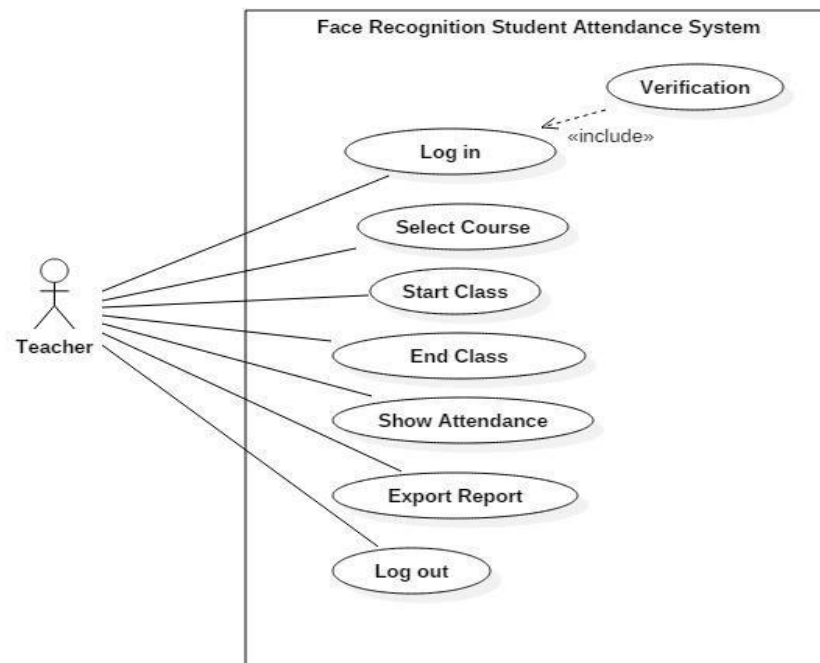 Face Recognition Student Attendance System
Verification
«include»
Log in
Select Course
Start Class
Teacher
End Class
Show Attendance
Export Report
Log out